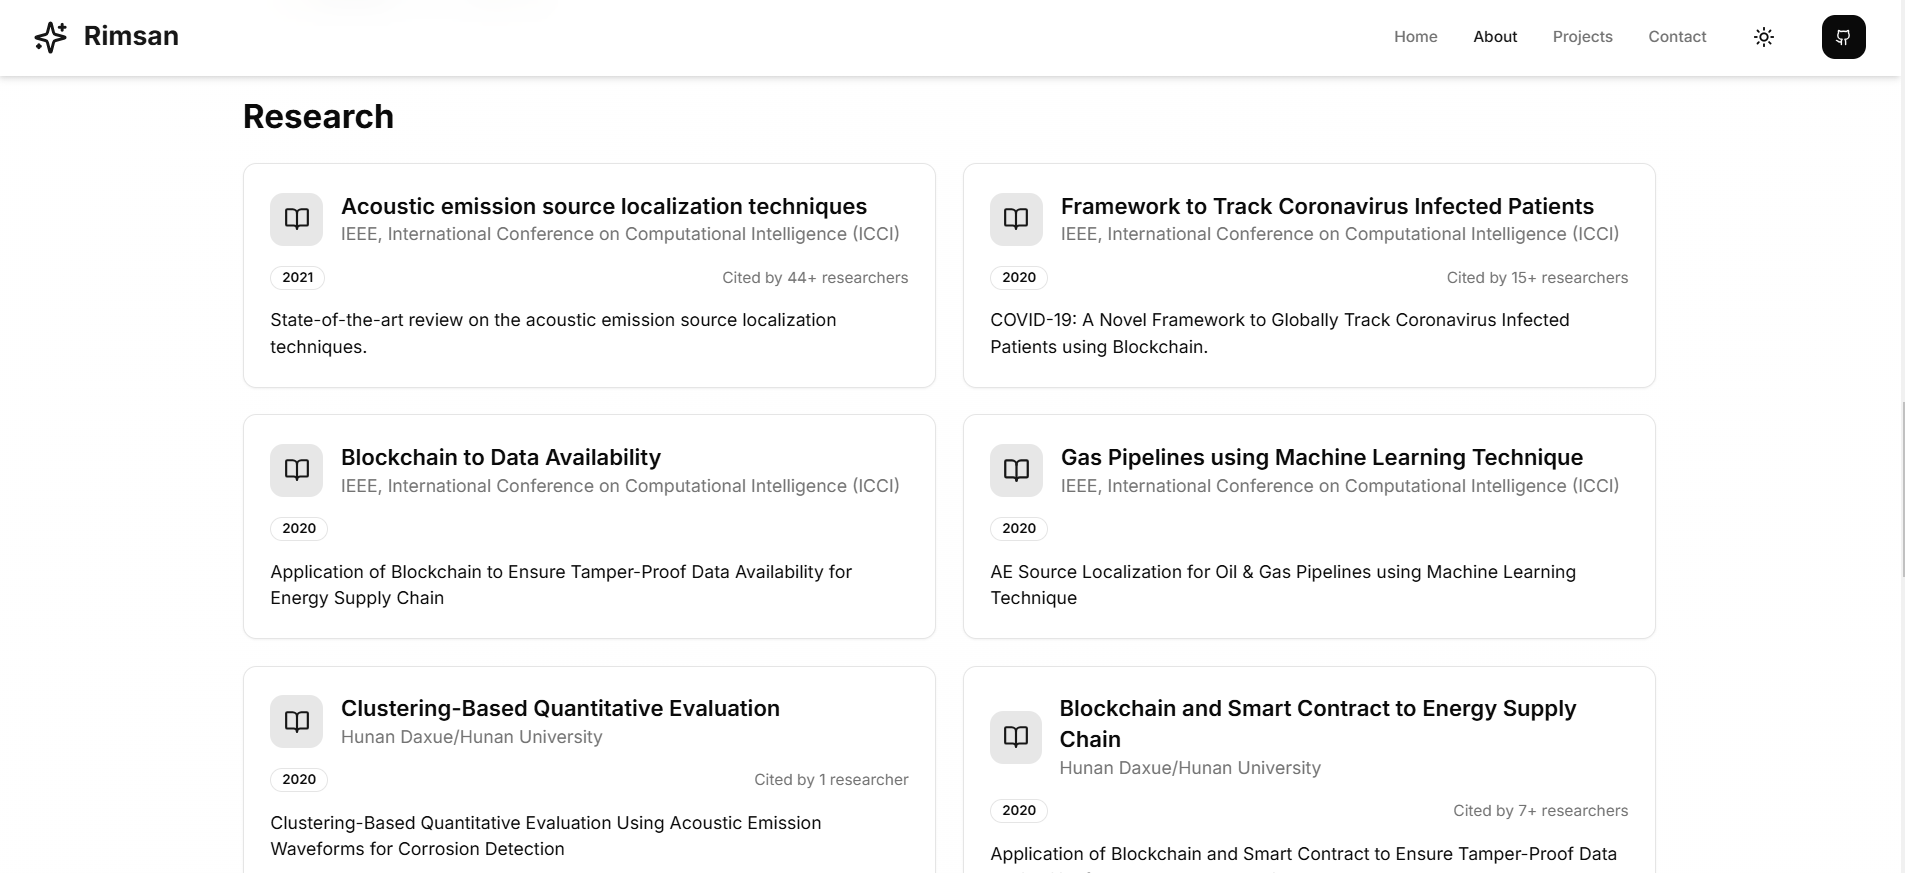 Rimsan
Home
About
Projects
Contact
Research
Acoustic emission source localization techniques
IEEE, International Conference on Computational Intelligence (ICCI)
2021
Cited by 44+ researchers
State-of-the-art review on the acoustic emission source localization
techniques.
Framework to Track Coronavirus Infected Patients
IEEE, International Conference on Computational Intelligence (ICCI)
2020
Cited by 15+ researchers
COVID-19: A Novel Framework to Globally Track Coronavirus Infected
Patients using Blockchain.
Blockchain to Data Availability
IEEE, International Conference on Computational Intelligence (ICCI)
2020
Application of Blockchain to Ensure Tamper-Proof Data Availability for
Energy Supply Chain
Gas Pipelines using Machine Learning Technique
IEEE, International Conference on Computational Intelligence (ICCI)
2020
AE Source Localization for Oil & Gas Pipelines using Machine Learning
Technique
Clustering-Based Quantitative Evaluation
Hunan Daxue/Hunan University
2020
Cited by 1 researcher
Clustering-Based Quantitative Evaluation Using Acoustic Emission
Waveforms for Corrosion Detection
Blockchain and Smart Contract to Energy Supply
Chain
Hunan Daxue/Hunan University
2020
Cited by 7+ researchers
Application of Blockchain and Smart Contract to Ensure Tamper-Proof Data